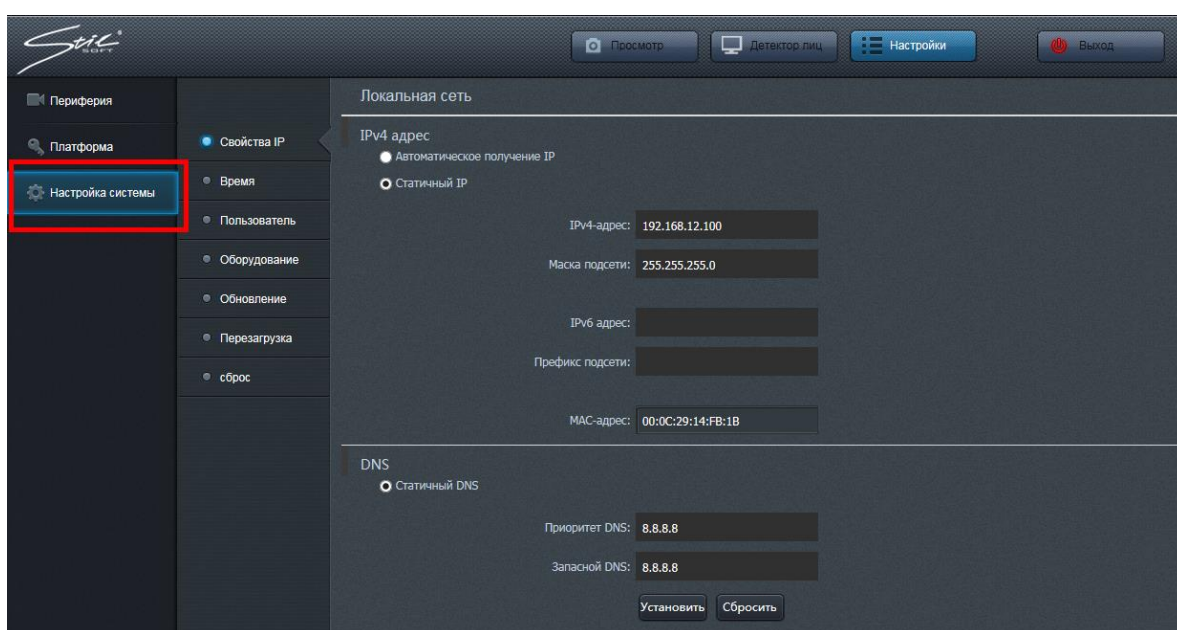 Stilsoft
Просмотр
Детектор лиц
Настройки
Выход
Периферия
Платформа
Настройка системы
Свойства IP
Время
Пользователь
Оборудование
Обновление
Перезагрузка
сброс
Локальная сеть
IPv4 адрес
Автоматическое получение IP
Статичный IP
IPv4-адрес: 192.168.12.100
Маска подсети: 255.255.255.0
IPv6 адрес:
Префикс подсети:
MAC-адрес: 00:0C:29:14:FB:1B
DNS
Статичный DNS
Приоритет DNS: 8.8.8.8
Запасной DNS: 8.8.8.8
Установить Сбросить